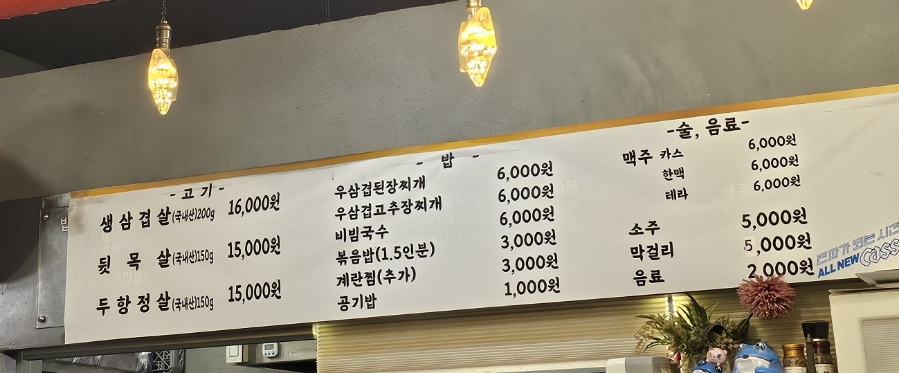 - 고 기 -
생삼겹살(국내산)200g 16,000원
뒷 목 살(국내산)150g 15,000원
두항정살(국내산)150g 15,000원
- 밥 -
우삼겹된장찌개 6,000원
우삼겹고추장찌개 6,000원
비빔국수 6,000원
볶음밥(1.5인분) 3,000원
계란찜(추가) 3,000원
공기밥 1,000원
-술, 음료-
맥주 카스 6,000원
한맥 6,000원
테라 6,000원
소주 5,000원
막걸리 5,000원
음료 2,000원
ALL NEW Cass